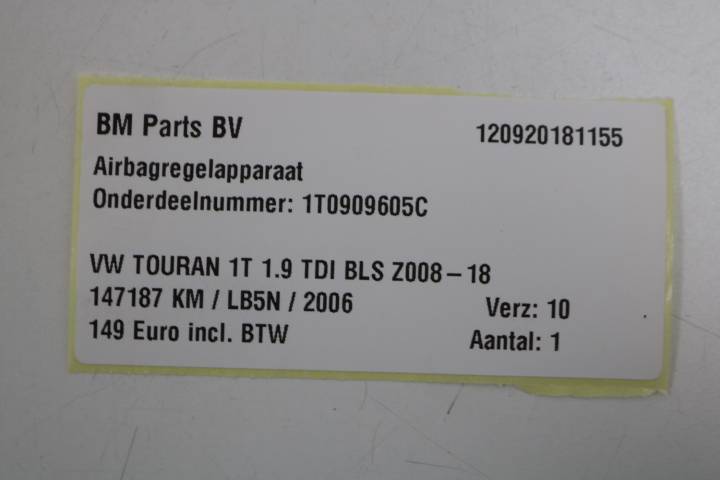 BM Parts BV 120920181155
Airbagregelapparaat
Onderdeelnummer: 1T0909605C
VW TOURAN 1T 1.9 TDI BLS Z008-18
147187 KM / LB5N / 2006 Verz: 10
149 Euro incl. BTW Aantal: 1